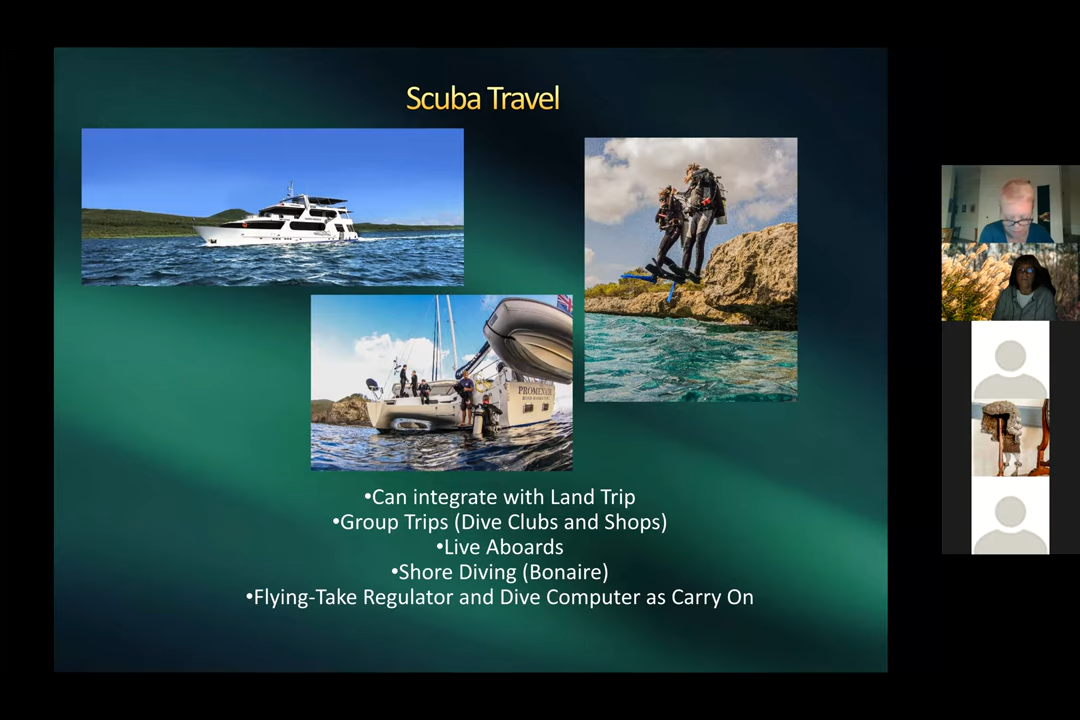 Scuba Travel
PROMENADE
•Can integrate with Land Trip
•Group Trips (Dive Clubs and Shops)
•Live Aboards
•Shore Diving (Bonaire)
•Flying-Take Regulator and Dive Computer as Carry On